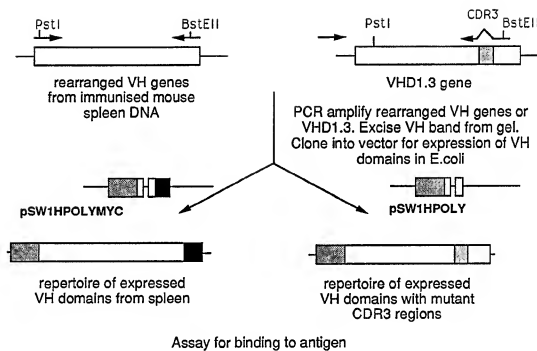 PstI
BstEII
rearranged VH genes
from immunised mouse
spleen DNA
PstI
CDR3
BstEII
VHD1.3 gene
PCR amplify rearranged VH genes or
VHD1.3. Excise VH band from gel.
Clone into vector for expression of VH
domains in E.coli
pSW1HPOLYMYC
pSW1HPOLY
repertoire of expressed
VH domains from spleen
repertoire of expressed
VH domains with mutant
CDR3 regions
Assay for binding to antigen